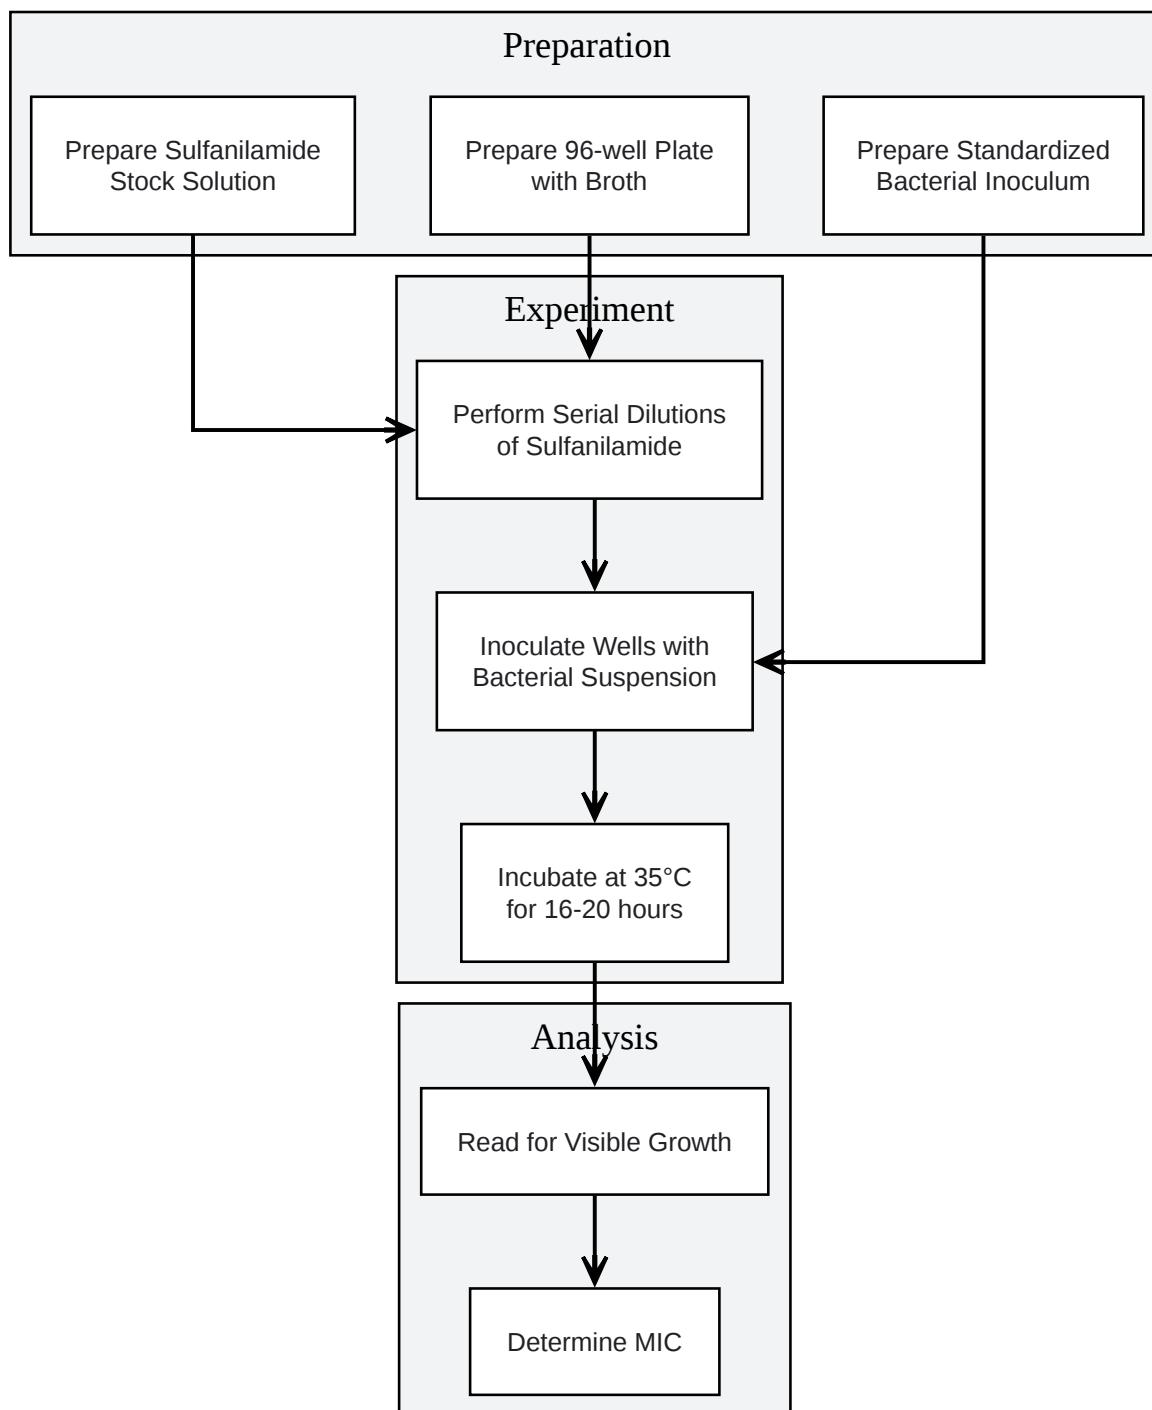 Preparation
Prepare Sulfanilamide
Stock Solution
Prepare 96-well Plate
with Broth
Prepare Standardized
Bacterial Inoculum
Experiment
Perform Serial Dilutions
of Sulfanilamide
Inoculate Wells with
Bacterial Suspension
Incubate at 35°C
for 16-20 hours
Analysis
Read for Visible Growth
Determine MIC